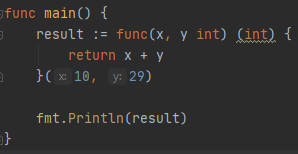 func main() {
    result := func(x, y int) (int) {
        return x + y
    }( x: 10,  y: 29)

    fmt.Println(result)
}